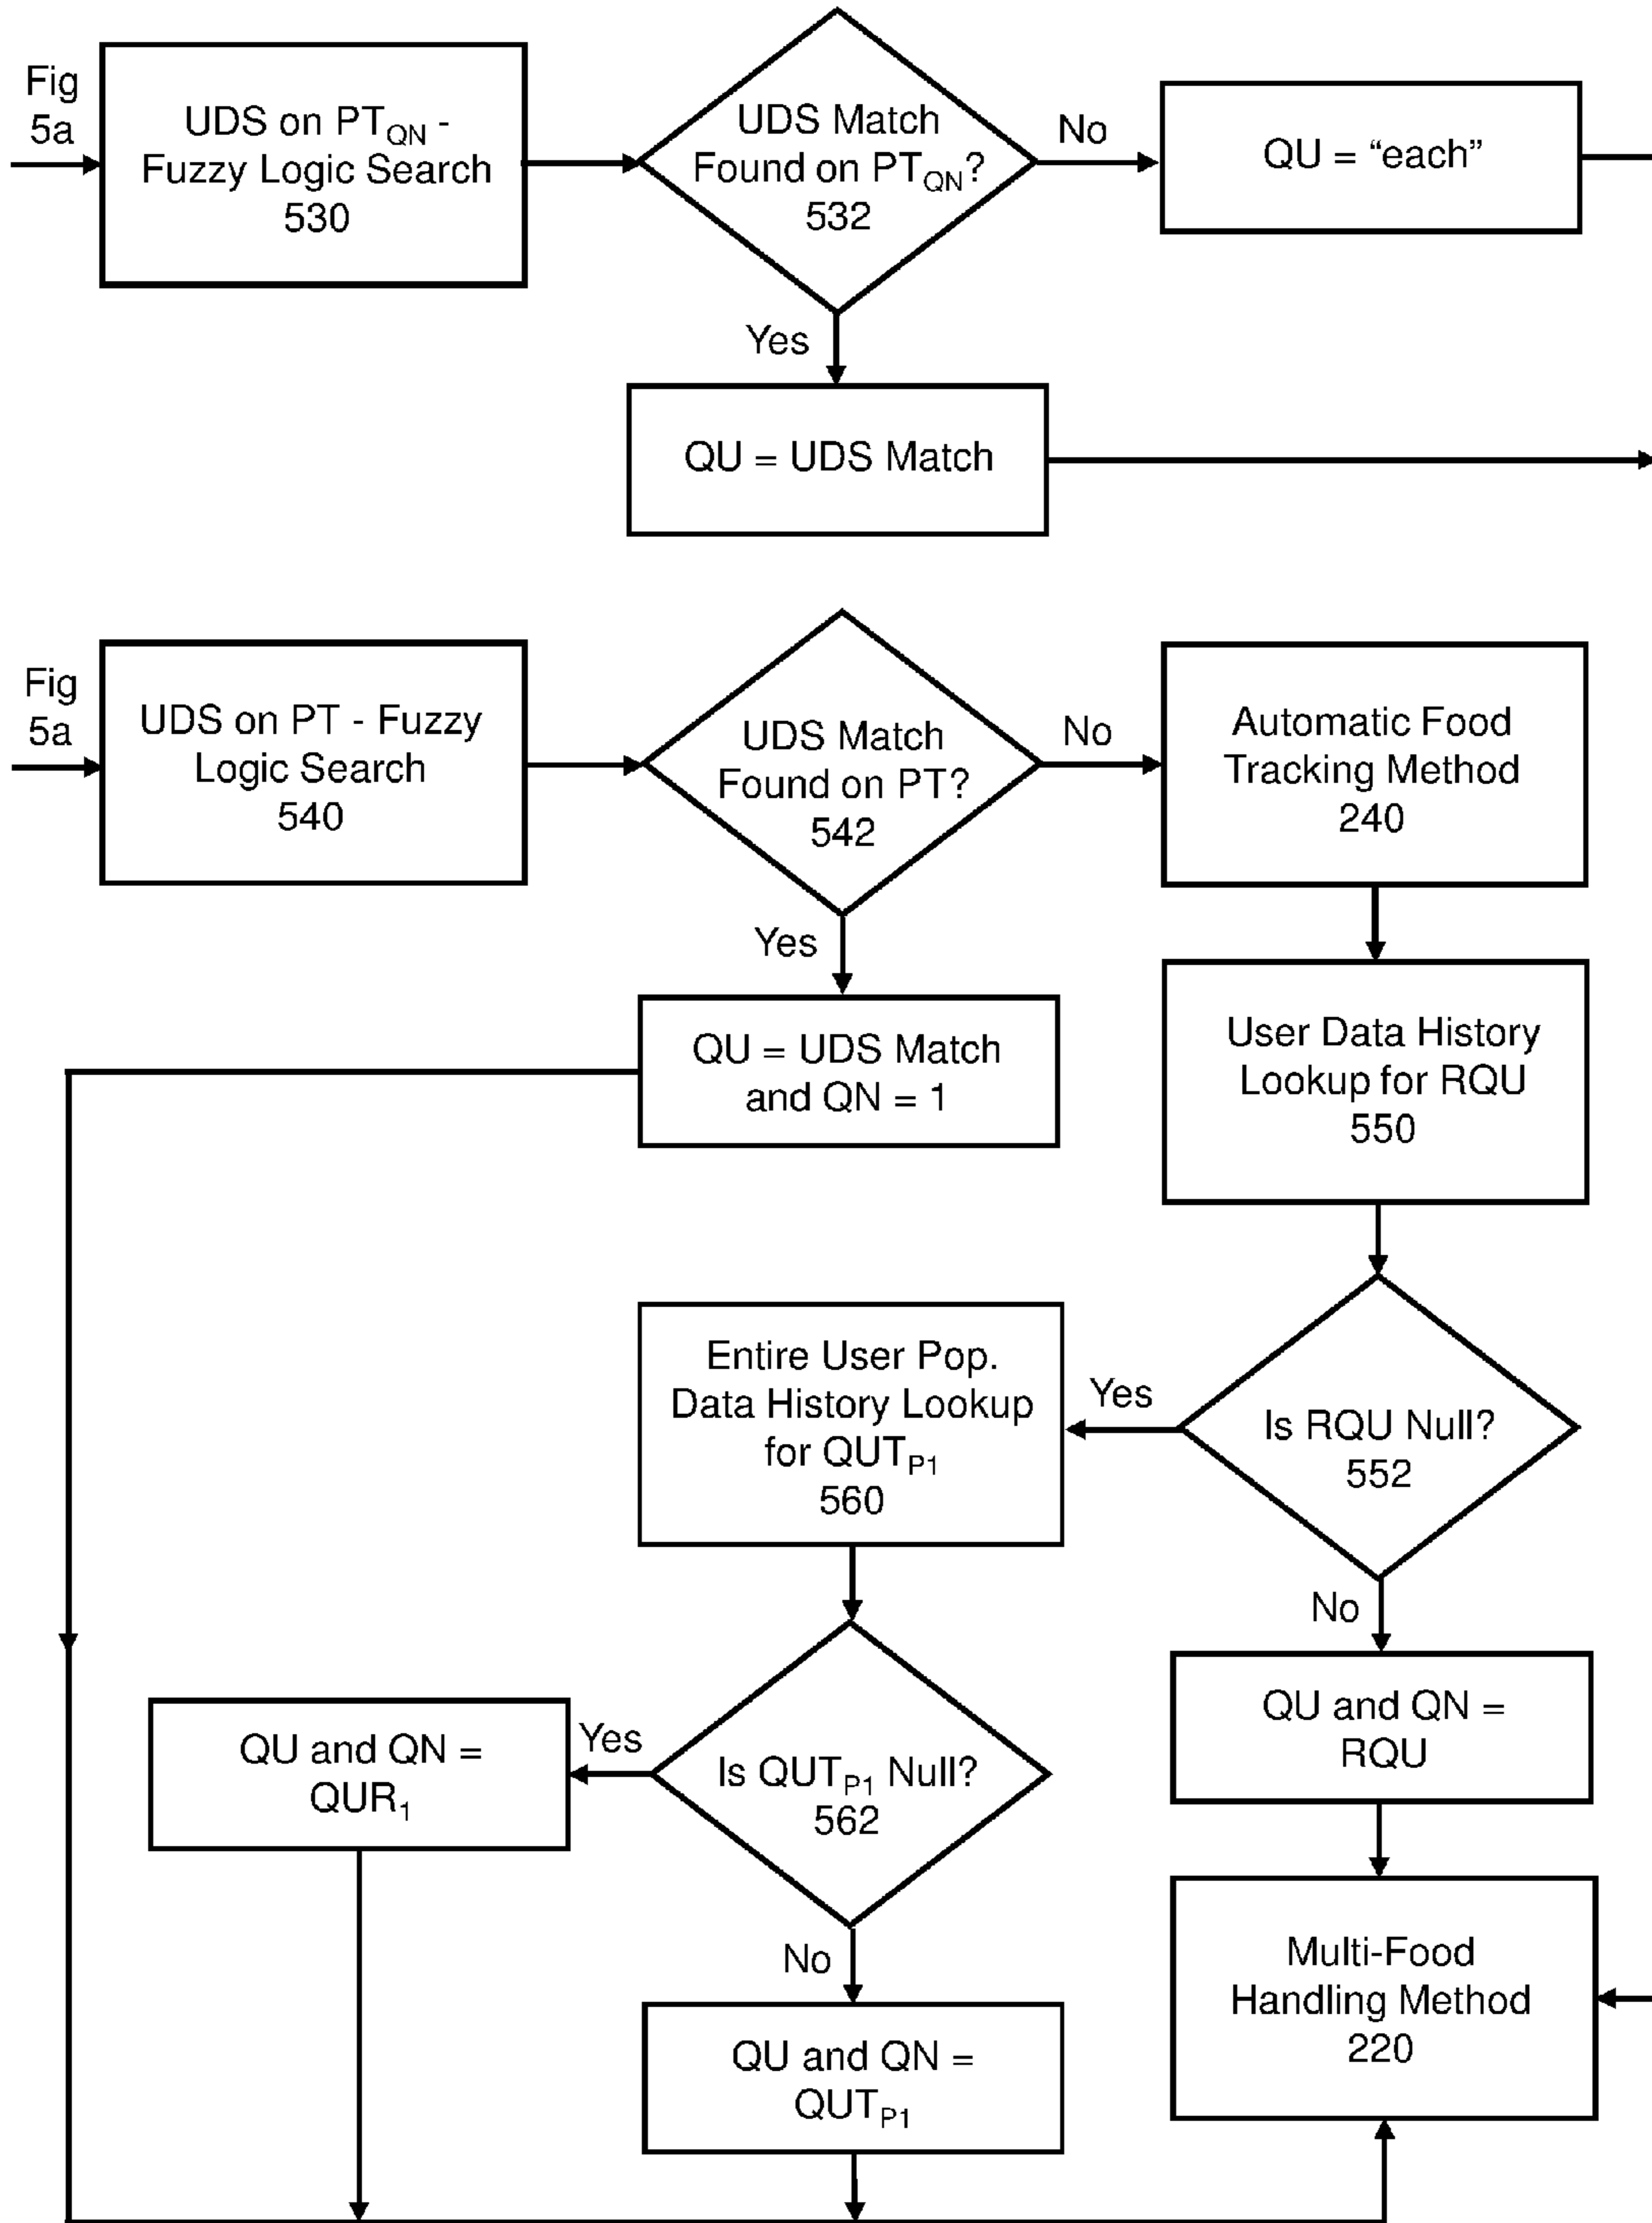 Fig
5a
UDS on PTQN -
Fuzzy Logic Search
530
UDS Match
Found on PTQN?
532
No
QU = “each”
Yes
QU = UDS Match
Fig
5a
UDS on PT - Fuzzy
Logic Search
540
UDS Match
Found on PT?
542
No
Automatic Food
Tracking Method
240
Yes
QU = UDS Match
and QN = 1
User Data History
Lookup for RQU
550
Entire User Pop.
Data History Lookup
for QUTP1
560
Yes
Is RQU Null?
552
No
QU and QN =
RQU
QU and QN =
QUR1
Yes
Is QUTP1 Null?
562
No
QU and QN =
QUTP1
Multi-Food
Handling Method
220